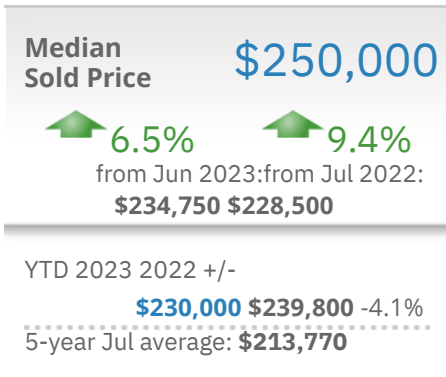 Median
Sold Price
$250,000
6.5%
9.4%
from Jun 2023:from Jul 2022:
$234,750 $228,500
YTD 2023 2022 +/-
$230,000 $239,800 -4.1%
5-year Jul average: $213,770